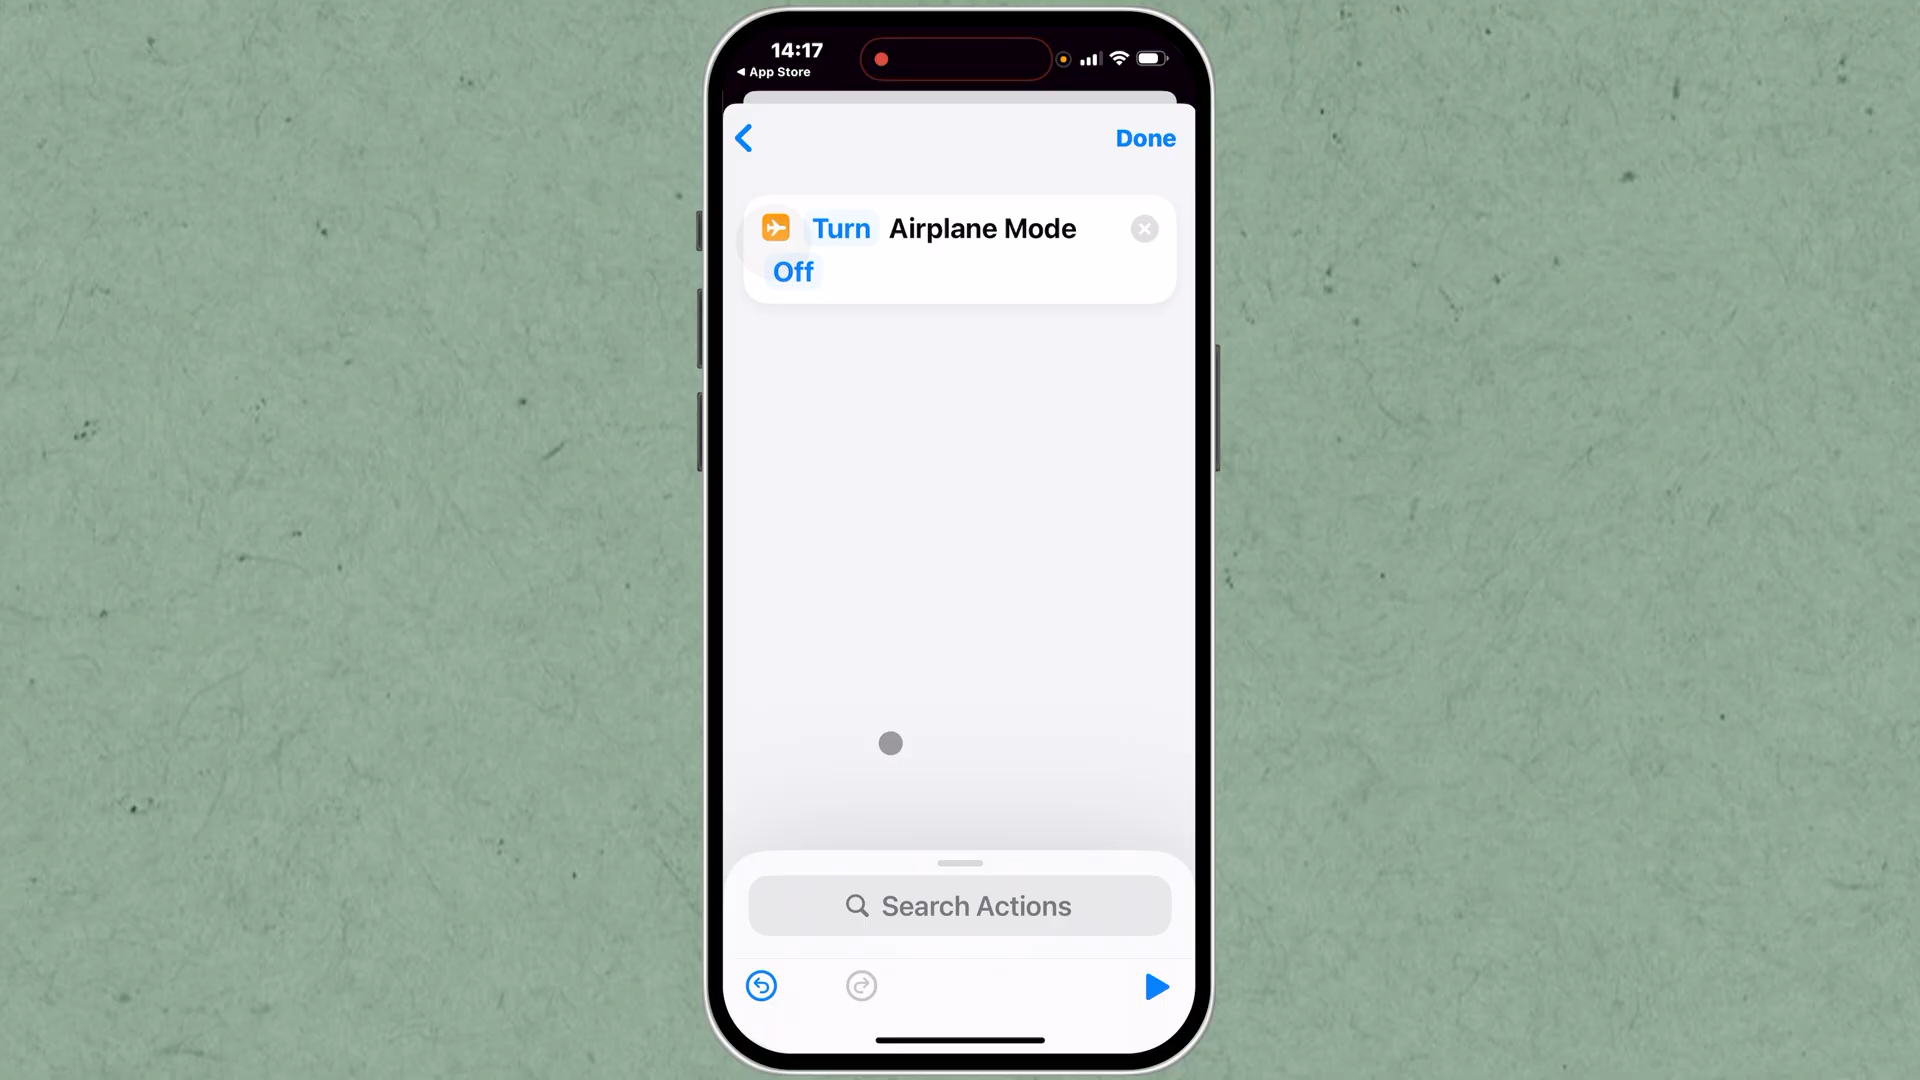 14:17
◀ App Store
Done
Turn Airplane Mode
Off
Search Actions